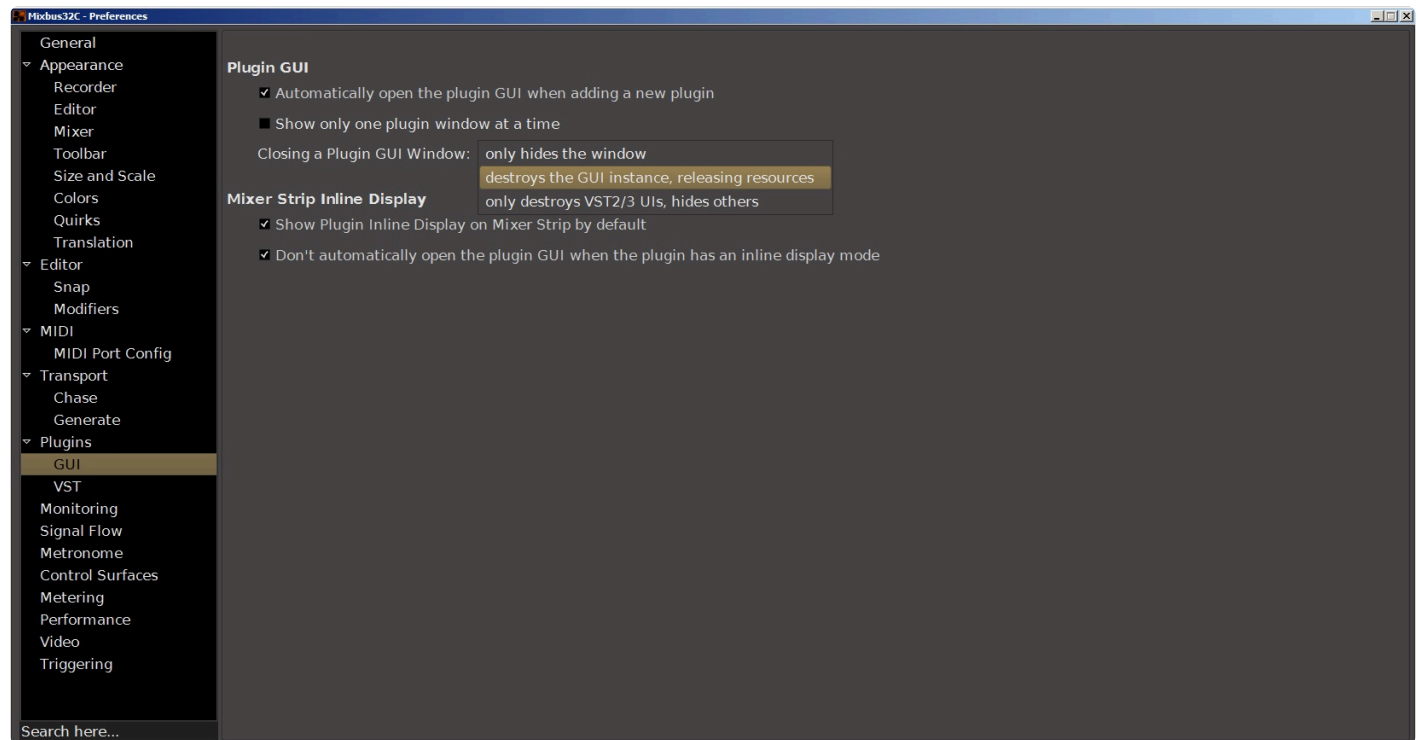 Mixbus32C - Preferences
General
Appearance
Recorder
Editor
Mixer
Toolbar
Size and Scale
Colors
Quirks
Translation
Editor
Snap
Modifiers
MIDI
MIDI Port Config
Transport
Chase
Generate
Plugins
GUI
VST
Monitoring
Signal Flow
Metronome
Control Surfaces
Metering
Performance
Video
Triggering
Search here...
Plugin GUI
Automatically open the plugin GUI when adding a new plugin
Show only one plugin window at a time
Closing a Plugin GUI Window: only hides the window
destroys the GUI instance, releasing resources
only destroys VST2/3 UIs, hides others
Mixer Strip Inline Display
Show Plugin Inline Display on Mixer Strip by default
Don't automatically open the plugin GUI when the plugin has an inline display mode